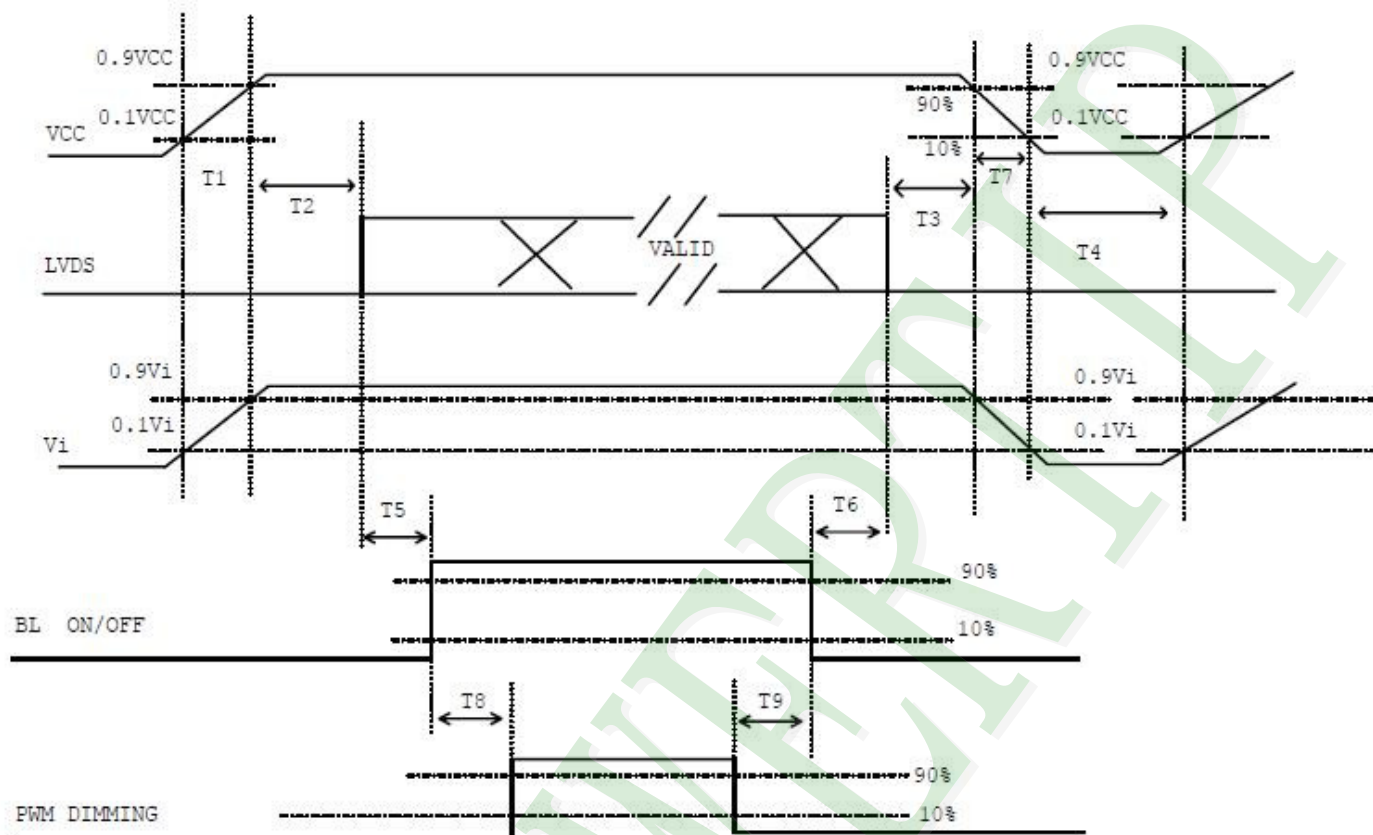 0.9VCC 0.9VCC
90%
0.1VCC 0.1VCC
VCC
10%
T1 T7
T2 T3
VALID T4
LVDS
0.9Vi 0.9Vi
0.1Vi 0.1Vi
Vi
T5 T6
90%
BL ON/OFF 10%
T8 T9
90%
PWM DIMMING 10%